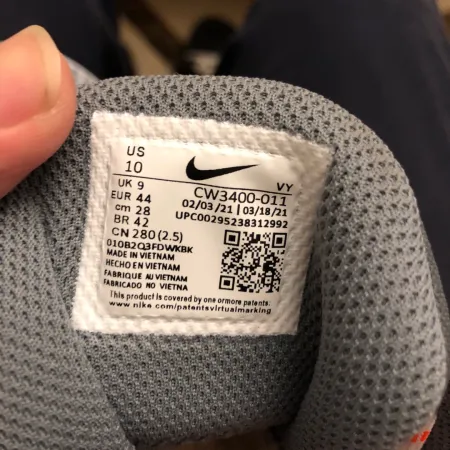 US
10
UK 9
EUR 44
cm 28
BR 42
CN 280 (2.5)
VY
CW3400-011
02/03/21 | 03/18/21
UPC00295238312992
010B2Q3FDWKBK
MADE IN VIETNAM
HECHO EN VIETNAM
FABRIQUE AU VIETNAM
FABRICADO NO VIETNA
This product is covered by one ormore patents.
www.nike.com/patentsvirtualmarking